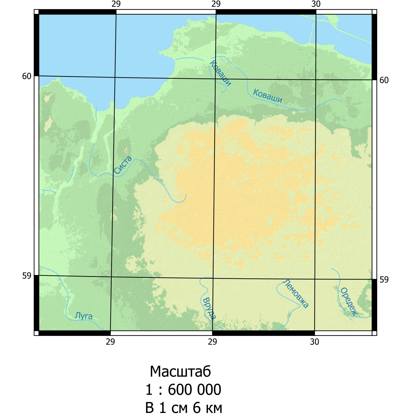 29
29
30
60
60
Коваши
Коваши
Систа
59
59
Луга
Вруда
Лемовжа
Оредеж
29
29
30
Масштаб
1 : 600 000
В 1 см 6 км